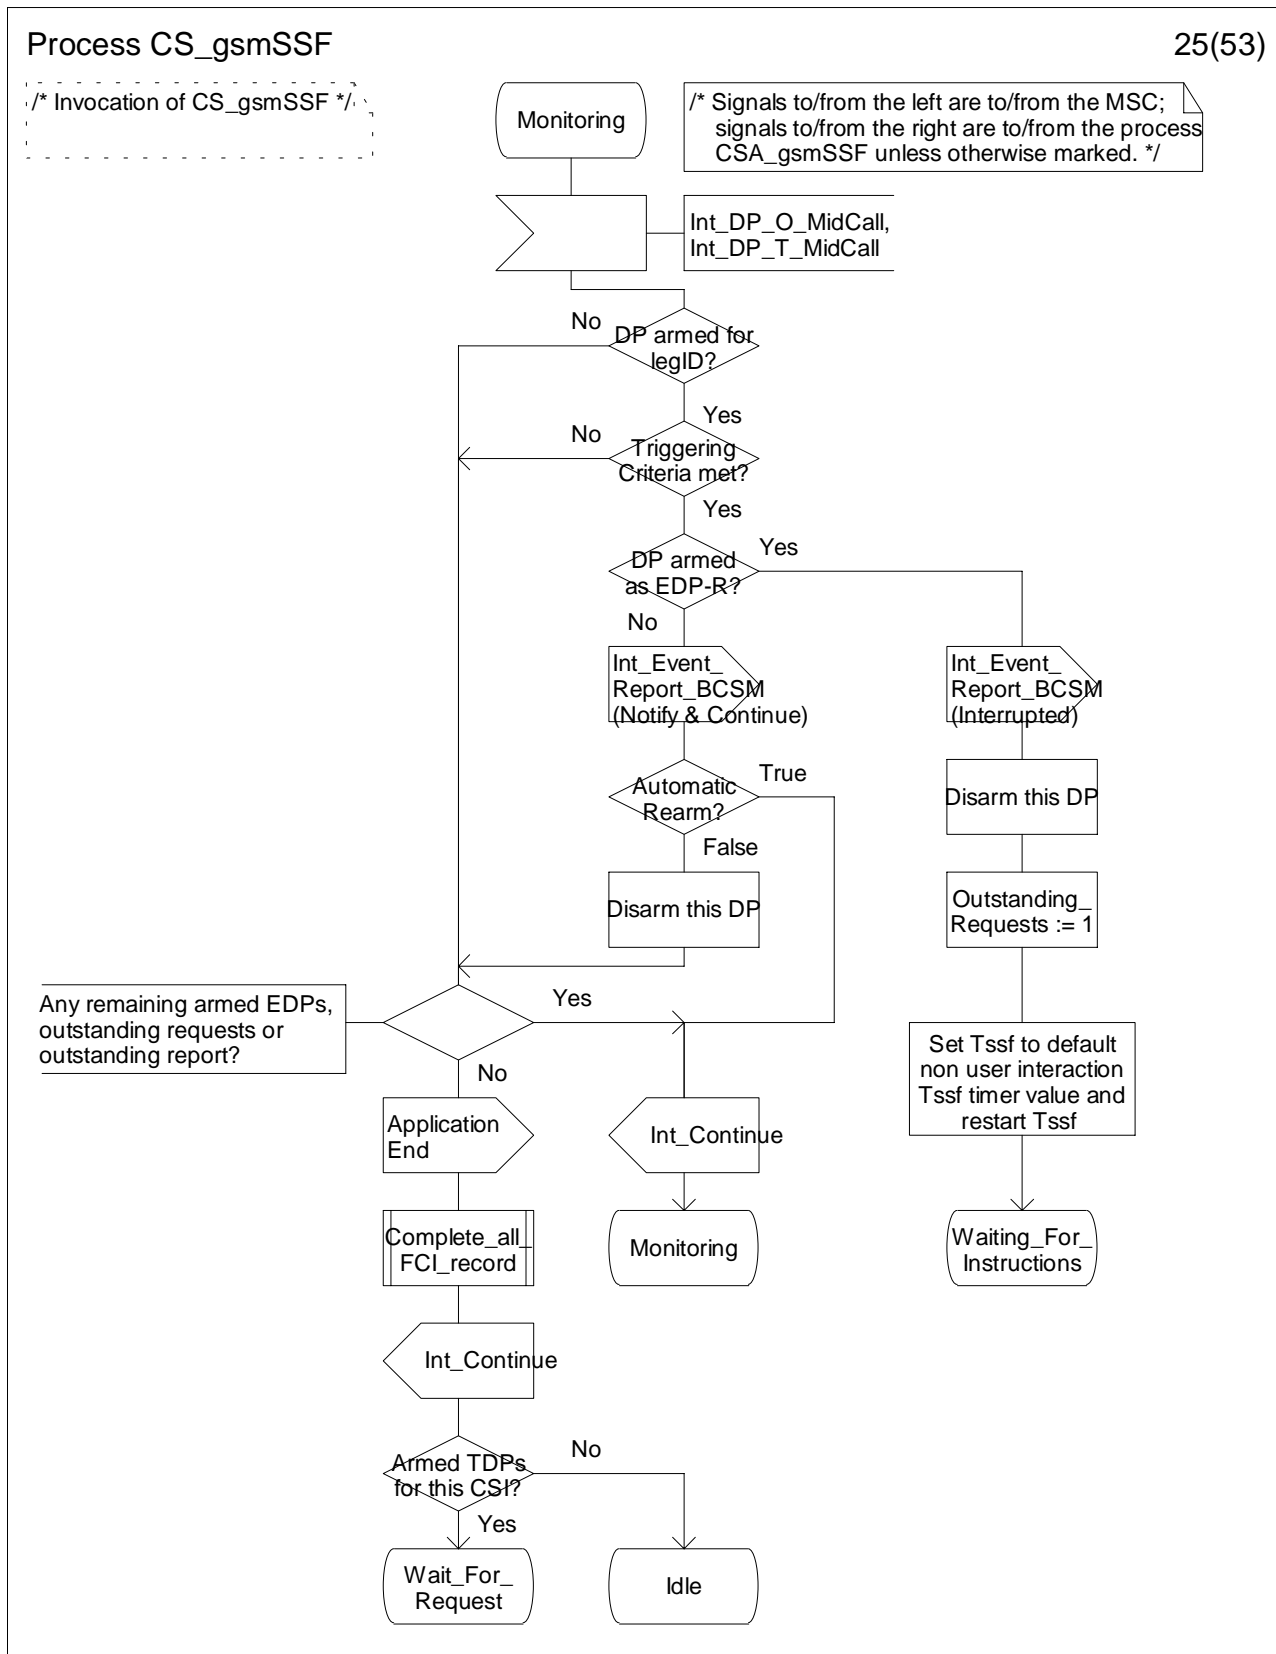 Process CS_gsmSSF
25(53)
/* Invocation of CS_gsmSSF */
Monitoring
/* Signals to/from the left are to/from the MSC;
signals to/from the right are to/from the process
CSA_gsmSSF unless otherwise marked. */
Int_DP_O_MidCall,
Int_DP_T_MidCall
No
DP armed for
legID?
Yes
No
Triggering
Criteria met?
Yes
DP armed
as EDP-R?
Yes
No
Int_Event_
Report_BCSM
(Notify & Continue)
Int_Event_
Report_BCSM
(Interrupted)
Automatic
Rearm?
True
False
Disarm this DP
Disarm this DP
Outstanding_
Requests := 1
Any remaining armed EDPs,
outstanding requests or
outstanding report?
Yes
No
Set Tssf to default
non user interaction
Tssf timer value and
restart Tssf
Application
End
Int_Continue
Complete_all_
FCI_record
Monitoring
Waiting_For_
Instructions
Int_Continue
Armed TDPs
for this CSI?
No
Yes
Wait_For_
Request
Idle